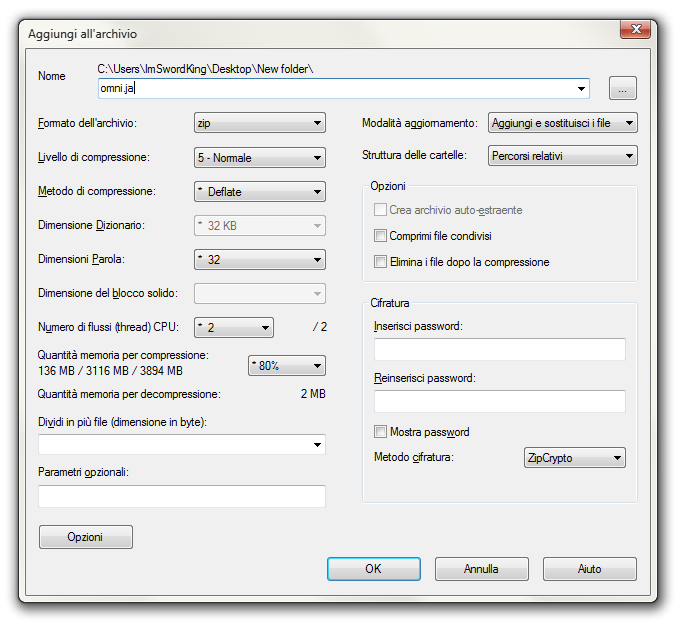 Aggiungi all'archivio
Nome
C:\Users\ImSwordKing\Desktop\New folder\
omni.ja
...
Formato dell'archivio:
zip
Modalità aggiornamento:
Aggiungi e sostituisci i file
Livello di compressione:
5 - Normale
Struttura delle cartelle:
Percorsi relativi
Metodo di compressione:
* Deflate
Opzioni
Crea archivio auto-estraente
Dimensione Dizionario:
* 32 KB
Comprimi file condivisi
Dimensioni Parola:
* 32
Elimina i file dopo la compressione
Dimensione del blocco solido:
Cifratura
Numero di flussi (thread) CPU:
* 2
/ 2
Inserisci password:
Quantità memoria per compressione:
136 MB / 3116 MB / 3894 MB
* 80%
Reinserisci password:
Quantità memoria per decompressione:
2 MB
Dividi in più file (dimensione in byte):
Mostra password
Metodo cifratura:
ZipCrypto
Parametri opzionali:
Opzioni
OK
Annulla
Aiuto